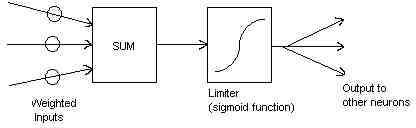 SUM
Weighted
Inputs
Limiter
(sigmoid function)
Output to
other neurons